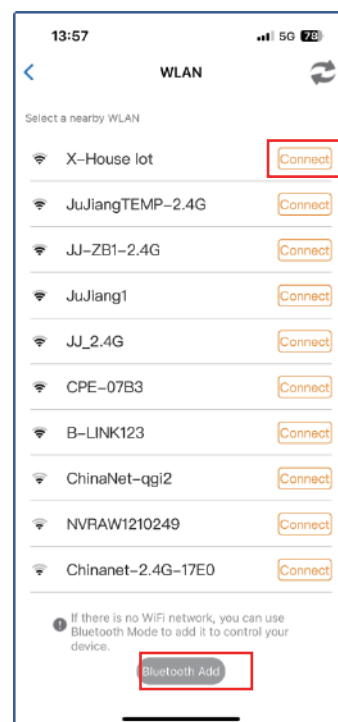 13:57 5G 78
WLAN
Select a nearby WLAN
X-House lot Connect
JuJiangTEMP-2.4G Connect
JJ-ZB1-2.4G Connect
JuJiang1 Connect
JJ_2.4G Connect
CPE-07B3 Connect
B-LINK123 Connect
ChinaNet-qgi2 Connect
NVRAW1210249 Connect
Chinanet-2.4G-17E0 Connect
If there is no WiFi network, you can use
Bluetooth Mode to add it to control your
device.
Bluetooth Add